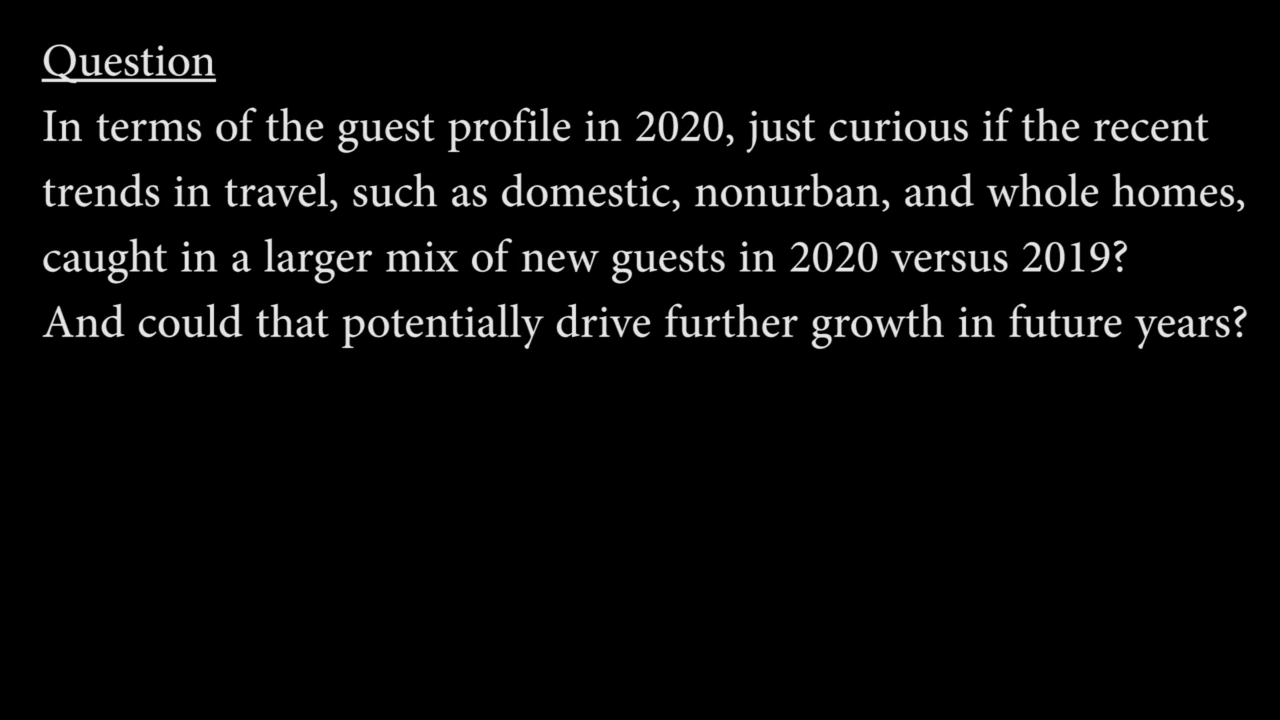 Question
In terms of the guest profile in 2020, just curious if the recent
trends in travel, such as domestic, nonurban, and whole homes,
caught in a larger mix of new guests in 2020 versus 2019?
And could that potentially drive further growth in future years?